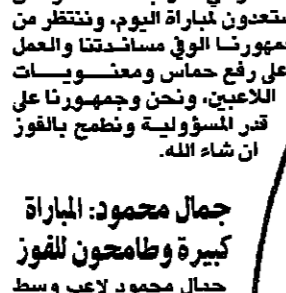 ستعدون لمباراة اليوم، وننتظر من
جمهورنا الوفي مساندتنا والعمل
على رفع حماس ومعنويات
اللاعبين، ونحن وجمهورنا على
قدر المسؤولية ونطمح بالفوز
ان شاء الله.
جمال محمود: المباراة
كبيرة وطامحون للفوز
جمال محمود لاعب وسط